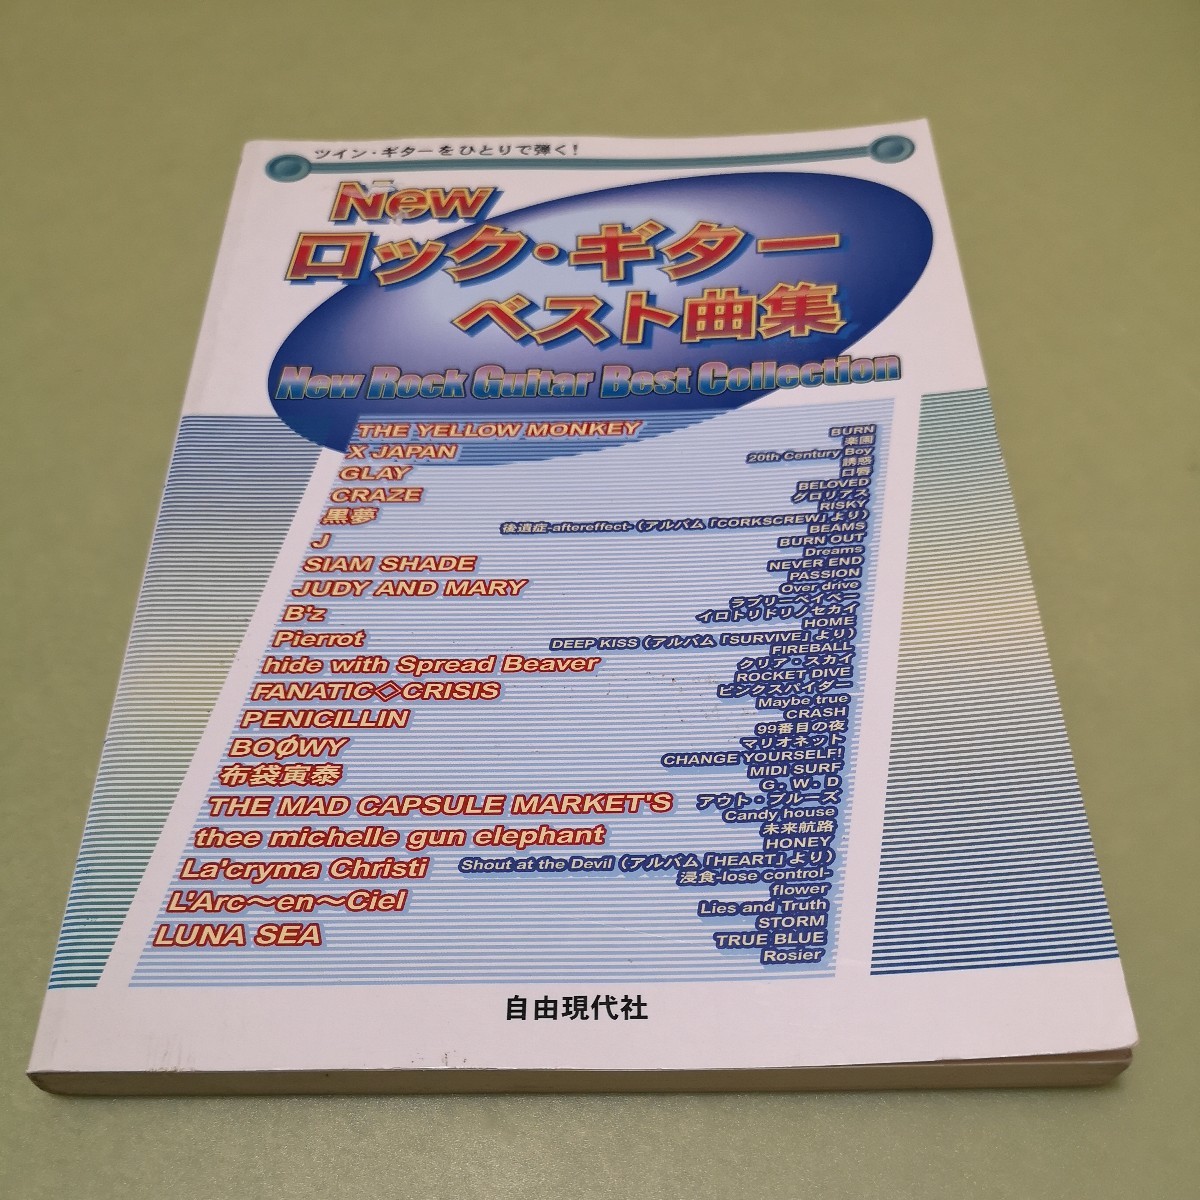 ツイン・ギターをひとりで弾く!
New
ロック・ギター
ベスト曲集
New Rock Guitar Best Collection
THE YELLOW MONKEY
X JAPAN
GLAY
CRAZE
黒夢
J
SIAM SHADE
JUDY AND MARY
B'z
Pierrot
hide with Spread Beaver
FANATIC◇CRISIS
PENICILLIN
BOØWY
布袋寅泰
THE MAD CAPSULE MARKET'S
thee michelle gun elephant
La'cryma Christi
L'Arc〜en〜Ciel
LUNA SEA
BURN
楽園
20th Century Boy
誘惑
口唇
BELOVED
グロリアス
RISKY
後遺症-aftereffect-(アルバム「CORKSCREW」より)
BEAMS
BURN OUT
Dreams
NEVER END
PASSION
Over drive
ラブリーベイベー
イロトリドリノセカイ
HOME
DEEP KISS(アルバム「SURVIVE」より)
FIREBALL
クリア・スカイ
ROCKET DIVE
ピンクスパイダー
Maybe true
CRASH
99番目の夜
マリオネット
CHANGE YOURSELF!
MIDI SURF
G.W.D
アウト・ブルーズ
Candy house
未来航路
HONEY
Shout at the Devil(アルバム「HEART」より)
浸食-lose control-
flower
Lies and Truth
STORM
TRUE BLUE
Rosier
自由現代社